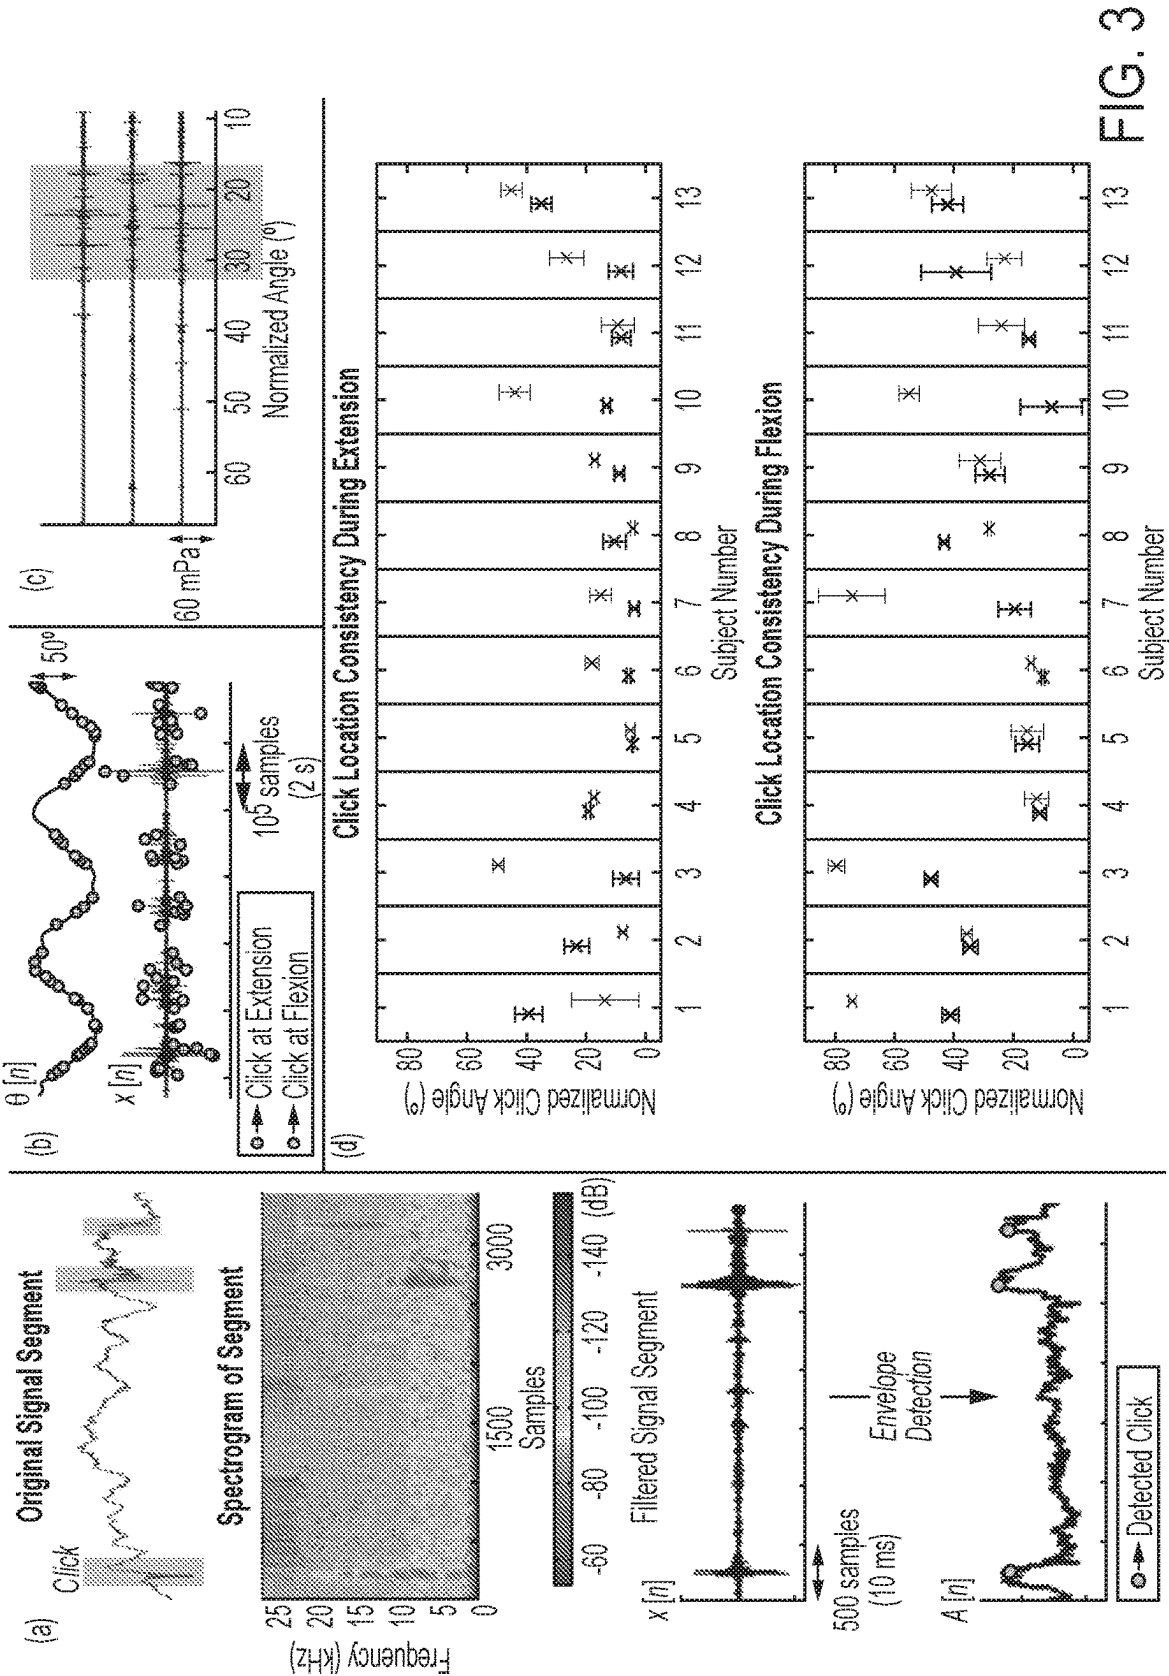 (a)
Original Signal Segment
Click
Spectrogram of Segment
Frequency (kHz)
25
20
15
10
5
0
1500
3000
Samples
-60
-80
-100
-120
-140
(dB)
Filtered Signal Segment
x [n]
500 samples
(10 ms)
Envelope
Detection
A [n]
Detected Click
(b)
θ [n]
50º
x [n]
10⁵ samples
(2 s)
Click at Extension
Click at Flexion
(c)
60 mPa
60
50
40
30
20
10
Normalized Angle (º)
(d)
Click Location Consistency During Extension
Normalized Click Angle (º)
80
60
40
20
0
1 2 3 4 5 6 7 8 9 10 11 12 13
Subject Number
Click Location Consistency During Flexion
Normalized Click Angle (º)
80
60
40
20
0
1 2 3 4 5 6 7 8 9 10 11 12 13
Subject Number
FIG. 3